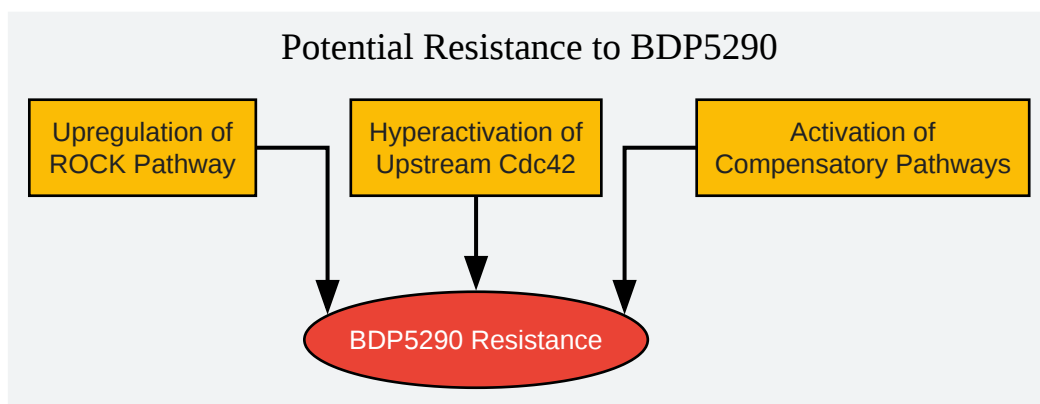 Potential Resistance to BDP5290
Upregulation of
ROCK Pathway
Hyperactivation of
Upstream Cdc42
Activation of
Compensatory Pathways
BDP5290 Resistance